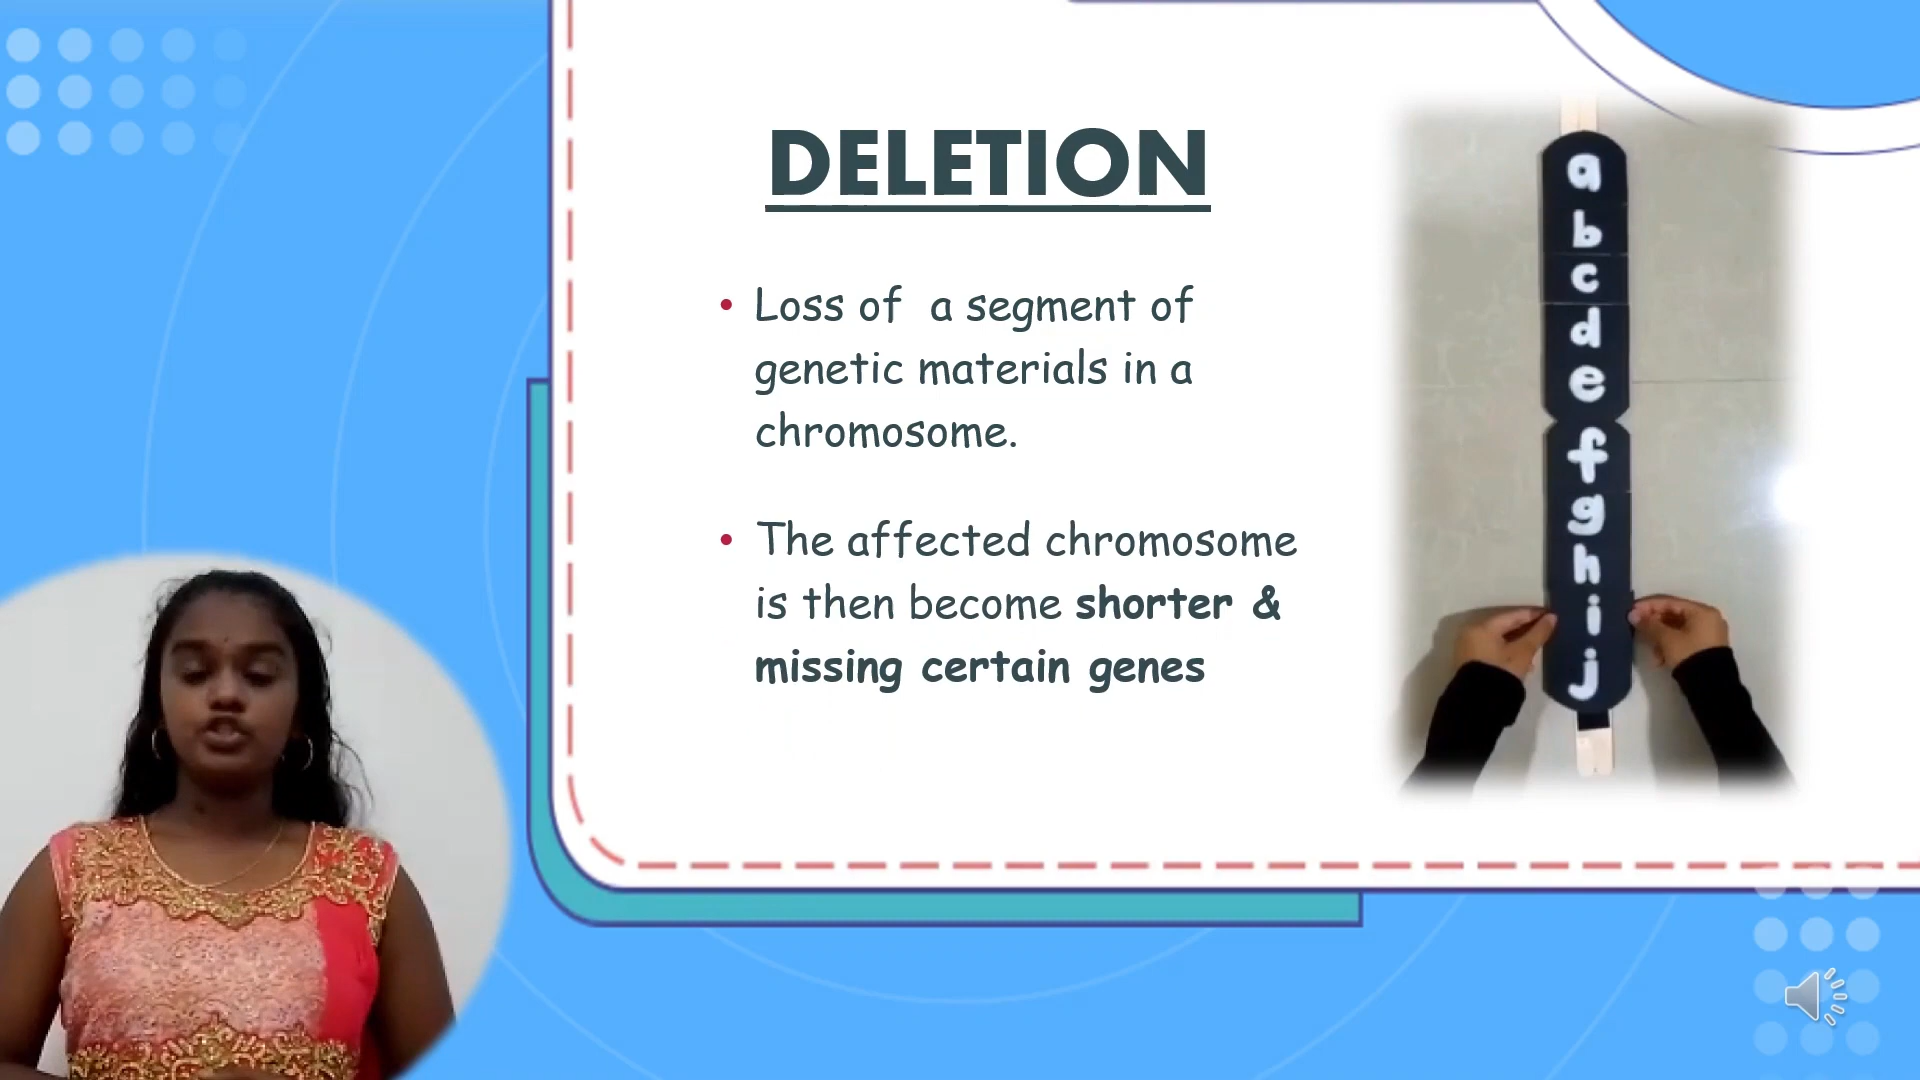 DELETION
• Loss of a segment of
genetic materials in a
chromosome.
• The affected chromosome
is then become shorter &
missing certain genes
a
b
c
d
e
f
g
h
i
j